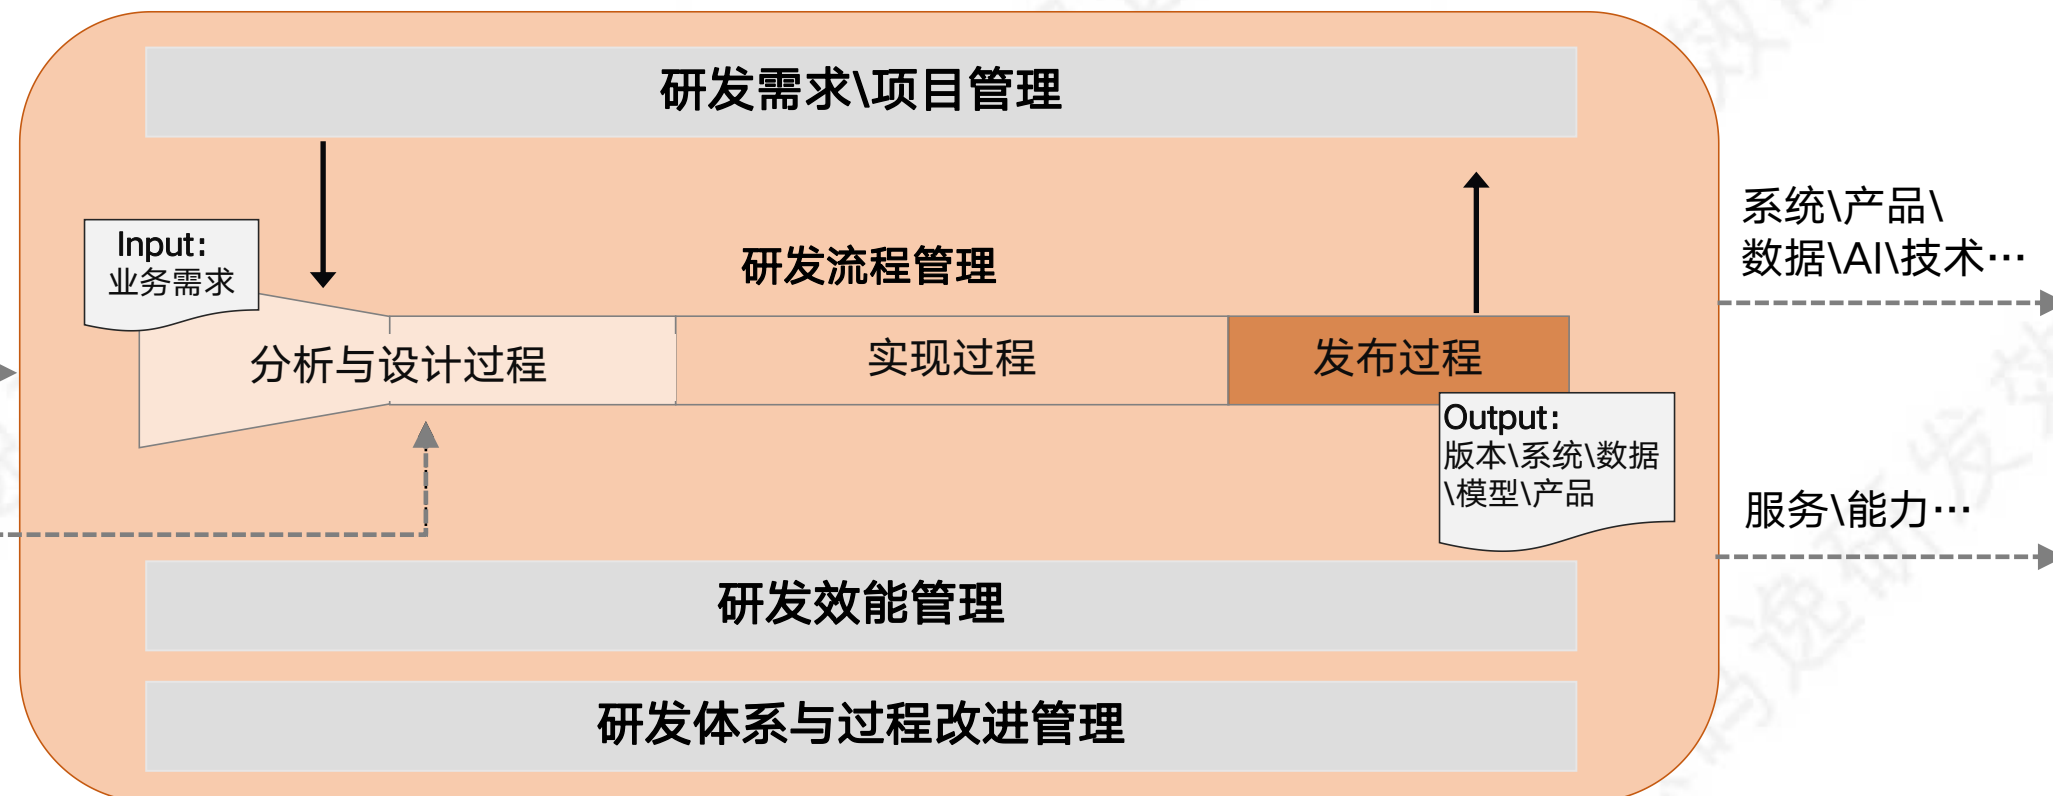 研发需求\项目管理
系统\产品\
数据\AI\技术…
Input:
业务需求
研发流程管理
分析与设计过程
实现过程
发布过程
Output:
版本\系统\数据
\模型\产品
服务\能力…
研发效能管理
研发体系与过程改进管理